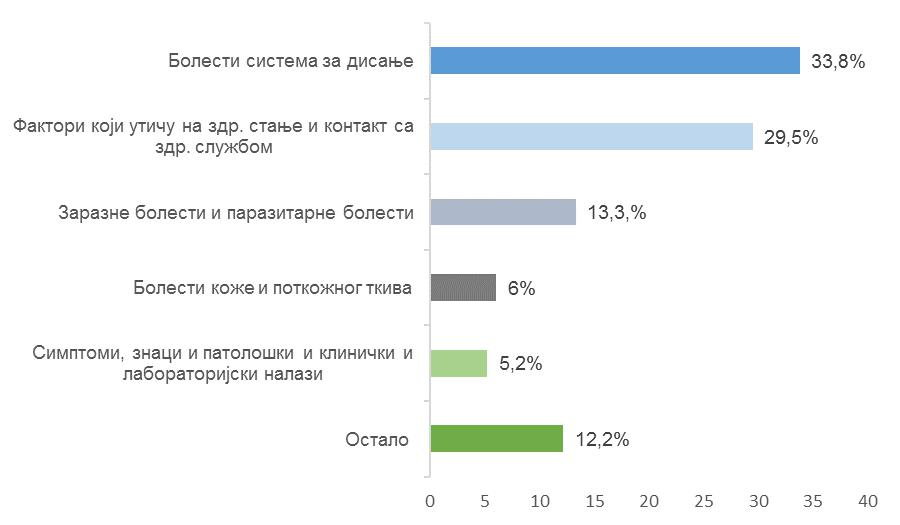 Болести система за дисање
33,8%
Фактори који утичу на здр. стање и контакт са
здр. службом
29,5%
Заразне болести и паразитарне болести
13,3,%
Болести коже и поткожног ткива
6%
Симптоми, знаци и патолошки и клинички и
лабораторијски налази
5,2%
Остало
12,2%
0 5 10 15 20 25 30 35 40